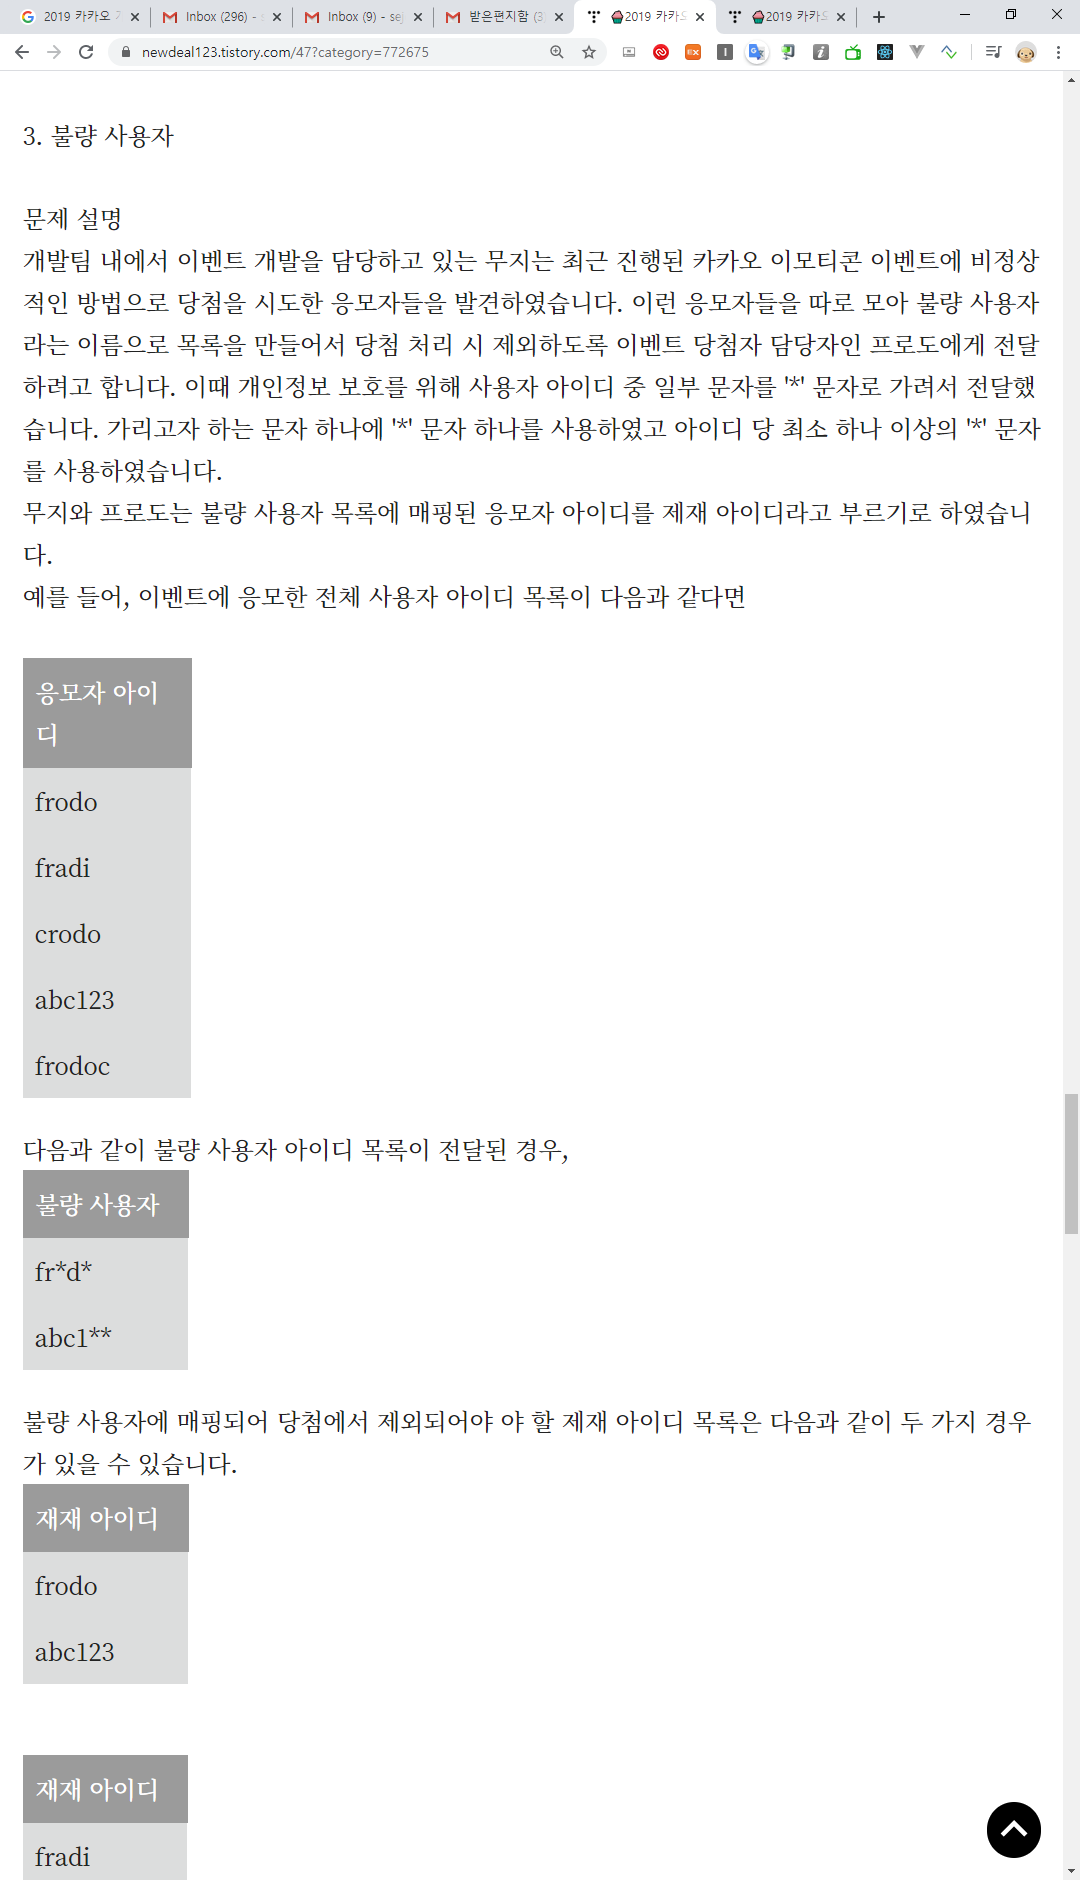 2019 카카오
Inbox (296) -
Inbox (9) - se
받은편지함 (3
2019 카카오
2019 카카오
newdeal123.tistory.com/47?category=772675
3. 불량 사용자
문제 설명
개발팀 내에서 이벤트 개발을 담당하고 있는 무지는 최근 진행된 카카오 이모티콘 이벤트에 비정상
적인 방법으로 당첨을 시도한 응모자들을 발견하였습니다. 이런 응모자들을 따로 모아 불량 사용자
라는 이름으로 목록을 만들어서 당첨 처리 시 제외하도록 이벤트 당첨자 담당자인 프로도에게 전달
하려고 합니다. 이때 개인정보 보호를 위해 사용자 아이디 중 일부 문자를 '*' 문자로 가려서 전달했
습니다. 가리고자 하는 문자 하나에 '*' 문자 하나를 사용하였고 아이디 당 최소 하나 이상의 '*' 문자
를 사용하였습니다.
무지와 프로도는 불량 사용자 목록에 매핑된 응모자 아이디를 제재 아이디라고 부르기로 하였습니
다.
예를 들어, 이벤트에 응모한 전체 사용자 아이디 목록이 다음과 같다면
응모자 아이
디
frodo
fradi
crodo
abc123
frodoc
다음과 같이 불량 사용자 아이디 목록이 전달된 경우,
불량 사용자
fr*d*
abc1**
불량 사용자에 매핑되어 당첨에서 제외되어야 야 할 제재 아이디 목록은 다음과 같이 두 가지 경우
가 있을 수 있습니다.
재재 아이디
frodo
abc123
재재 아이디
fradi